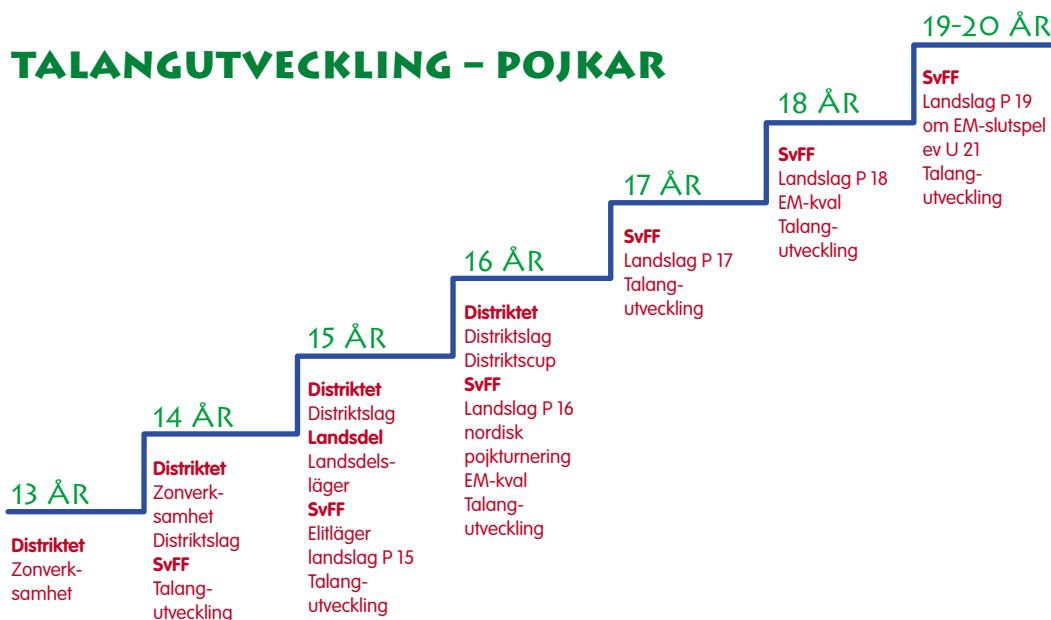 TALANGUTVECKLING – POJKAR
13 ÅR
Distriktet
Zonverk-
samhet
14 ÅR
Distriktet
Zonverk-
samhet
Distriktslag
SvFF
Talang-
utveckling
15 ÅR
Distriktet
Distriktslag
Landsdel
Landsdels-
läger
SvFF
Elitläger
landslag P 15
Talang-
utveckling
16 ÅR
Distriktet
Distriktslag
Distriktscup
SvFF
Landslag P 16
nordisk
pojkturnering
EM-kval
Talang-
utveckling
17 ÅR
SvFF
Landslag P 17
Talang-
utveckling
18 ÅR
SvFF
Landslag P 18
EM-kval
Talang-
utveckling
19-20 ÅR
SvFF
Landslag P 19
om EM-slutspel
ev U 21
Talang-
utveckling